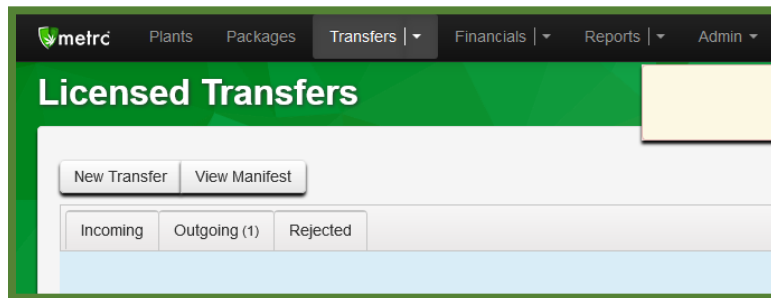 metrc Plants Packages Transfers | Financials | Reports | Admin
Licensed Transfers
New Transfer View Manifest
Incoming Outgoing (1) Rejected